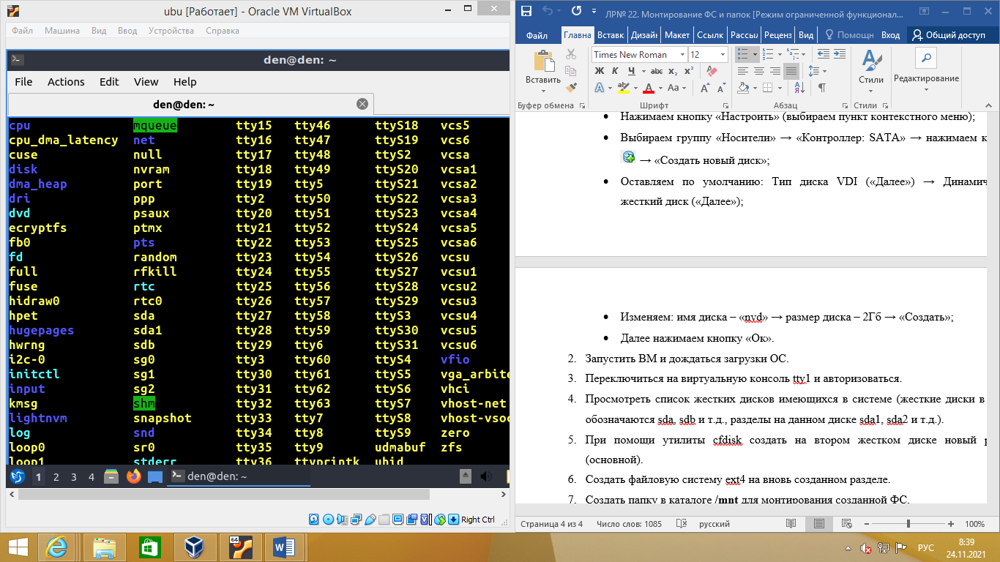 ubu [Работает] - Oracle VM VirtualBox
Файл Машина Вид Ввод Устройства Справка
den@den: ~
File Actions Edit View Help
den@den: ~
cpu mqueue tty15 tty46 ttyS18 vcs5
cpu_dma_latency net tty16 tty47 ttyS19 vcs6
cuse null tty17 tty48 ttyS2 vcsa
disk nvram tty18 tty49 ttyS20 vcsa1
dma_heap port tty19 tty5 ttyS21 vcsa2
dri ppp tty2 tty50 ttyS22 vcsa3
dvd psaux tty20 tty51 ttyS23 vcsa4
ecryptfs ptmx tty21 tty52 ttyS24 vcsa5
fb0 pts tty22 tty53 ttyS25 vcsa6
fd random tty23 tty54 ttyS26 vcsu
full rfkill tty24 tty55 ttyS27 vcsu1
fuse rtc tty25 tty56 ttyS28 vcsu2
hidraw0 rtc0 tty26 tty57 ttyS29 vcsu3
hpet sda tty27 tty58 ttyS3 vcsu4
hugepages sda1 tty28 tty59 ttyS30 vcsu5
hwrng sdb tty29 tty6 ttyS31 vcsu6
i2c-0 sg0 tty3 tty60 ttyS4 vfio
initctl sg1 tty30 tty61 ttyS5 vga_arbite
input sg2 tty31 tty62 ttyS6 vhci
kmsg shm tty32 tty63 ttyS7 vhost-net
lightnvm snapshot tty33 tty7 ttyS8 vhost-vsoc
log snd tty34 tty8 ttyS9 zero
loop0 sr0 tty35 tty9 udmabuf zfs
loop1 stderr tty36 ttyprintk uhid
1 2 3 4 den@den: ~
Right Ctrl
ЛР№ 22. Монтирование ФС и папок [Режим ограниченной функционал...
Файл Главна Вставк Дизайн Макет Ссылк Рассыл Реценз Вид Помощн Вход Общий доступ
Times New Roman 12
Вставить Ж К Ч abc x₂ x² Стили Редактирование
A ab A Aa A A
Буфер обмена Шрифт Абзац Стили
• Нажимаем кнопку «Настроить» (выбираем пункт контекстного меню);
• Выбираем группу «Носители» → «Контроллер: SATA» → нажимаем к
→ «Создать новый диск»;
• Оставляем по умолчанию: Тип диска VDI («Далее») → Динамич
жесткий диск («Далее»);
• Изменяем: имя диска – «nvd» → размер диска – 2Гб → «Создать»;
• Далее нажимаем кнопку «Ок».
2. Запустить ВМ и дождаться загрузки ОС.
3. Переключиться на виртуальную консоль tty1 и авторизоваться.
4. Просмотреть список жестких дисков имеющихся в системе (жесткие диски в
обозначаются sda, sdb и т.д., разделы на данном диске sda1, sda2 и т.д.).
5. При помощи утилиты cfdisk создать на втором жестком диске новый р
(основной).
6. Создать файловую систему ext4 на вновь созданном разделе.
7. Создать папку в каталоге /mnt для монтирования созданной ФС.
Страница 4 из 4 Число слов: 1085 русский 100%
64
РУС 8:39
24.11.2021